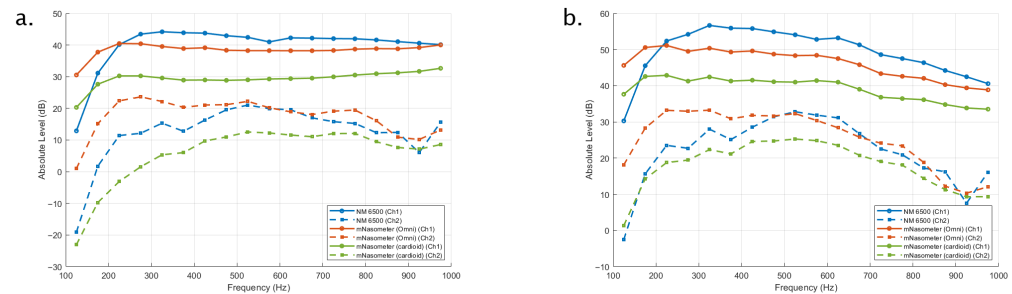 a.
50
40
30
20
10
0
−10
−20
−30
100 200 300 400 500 600 700 800 900 1000
Absolute Level (dB)
Frequency (Hz)
NM 6500 (Ch1)
NM 6500 (Ch2)
mNasometer (Omni) (Ch1)
mNasometer (Omni) (Ch2)
mNasometer (cardioid) (Ch1)
mNasometer (cardioid) (Ch2)
b.
60
50
40
30
20
10
0
−10
100 200 300 400 500 600 700 800 900 1000
Absolute Level (dB)
Frequency (Hz)
NM 6500 (Ch1)
NM 6500 (Ch2)
mNasometer (Omni) (Ch1)
mNasometer (Omni) (Ch2)
mNasometer (cardioid) (Ch1)
mNasometer (cardioid) (Ch2)